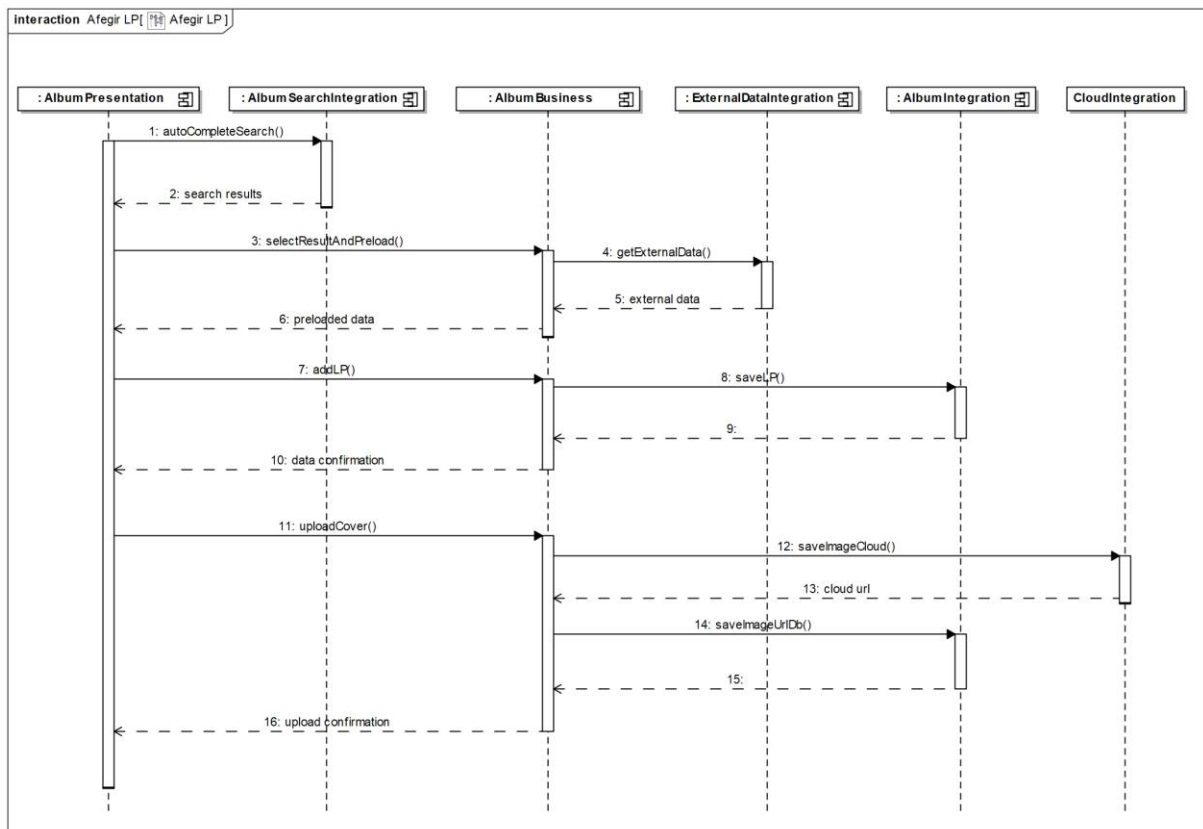 interaction Afegir LP[ Afegir LP ]
: AlbumPresentation
: AlbumSearchIntegration
: AlbumBusiness
: ExternalDataIntegration
: AlbumIntegration
CloudIntegration
1: autoCompleteSearch()
2: search results
3: selectResultAndPreload()
4: getExternalData()
5: external data
6: preloaded data
7: addLP()
8: saveLP()
9:
10: data confirmation
11: uploadCover()
12: saveImageCloud()
13: cloud url
14: saveImageUrlDb()
15:
16: upload confirmation